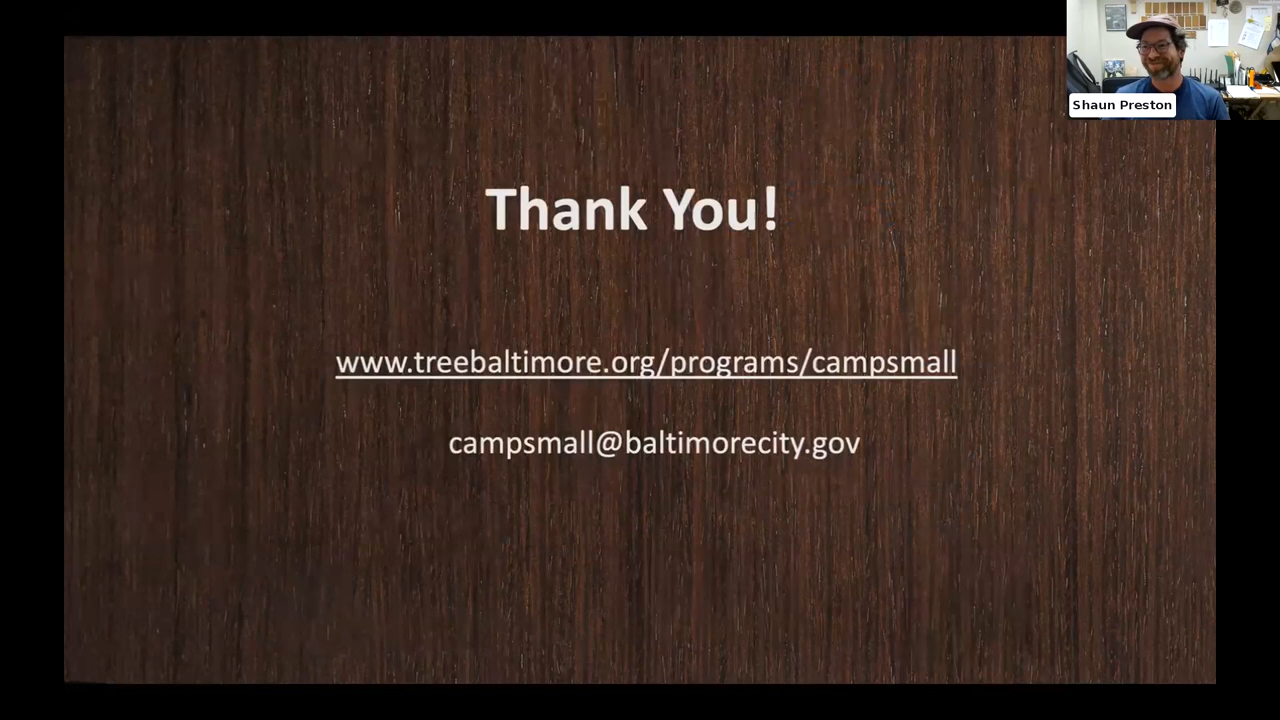 Shaun Preston
Thank You!
www.treebaltimore.org/programs/campsmall
campsmall@baltimorecity.gov